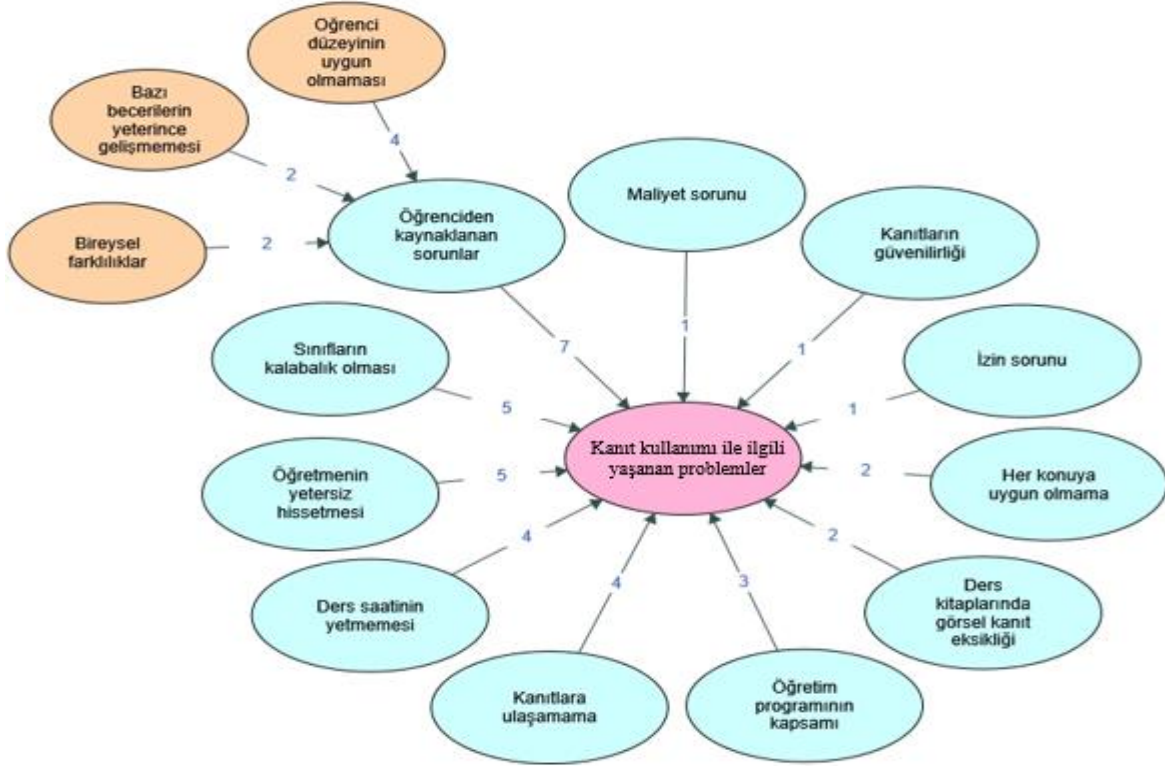 Öğrenci
düzeyinin
uygun
olmaması
Bazı
becerilerin
yeterince
gelişmemesi
4
2
Bireysel
farklılıklar
2
Öğrenciden
kaynaklanan
sorunlar
Maliyet sorunu
Kanıtların
güvenilirliği
7
1
1
Sınıfların
kalabalık olması
5
İzin sorunu
1
Kanıt kullanımı ile ilgili
yaşanan problemler
Öğretmenin
yetersiz
hissetmesi
5
Her konuya
uygun olmama
2
Ders saatinin
yetmemesi
4
Kanıtlara
ulaşamama
4
Öğretim
programının
kapsamı
3
Ders
kitaplarında
görsel kanıt
eksikliği
2